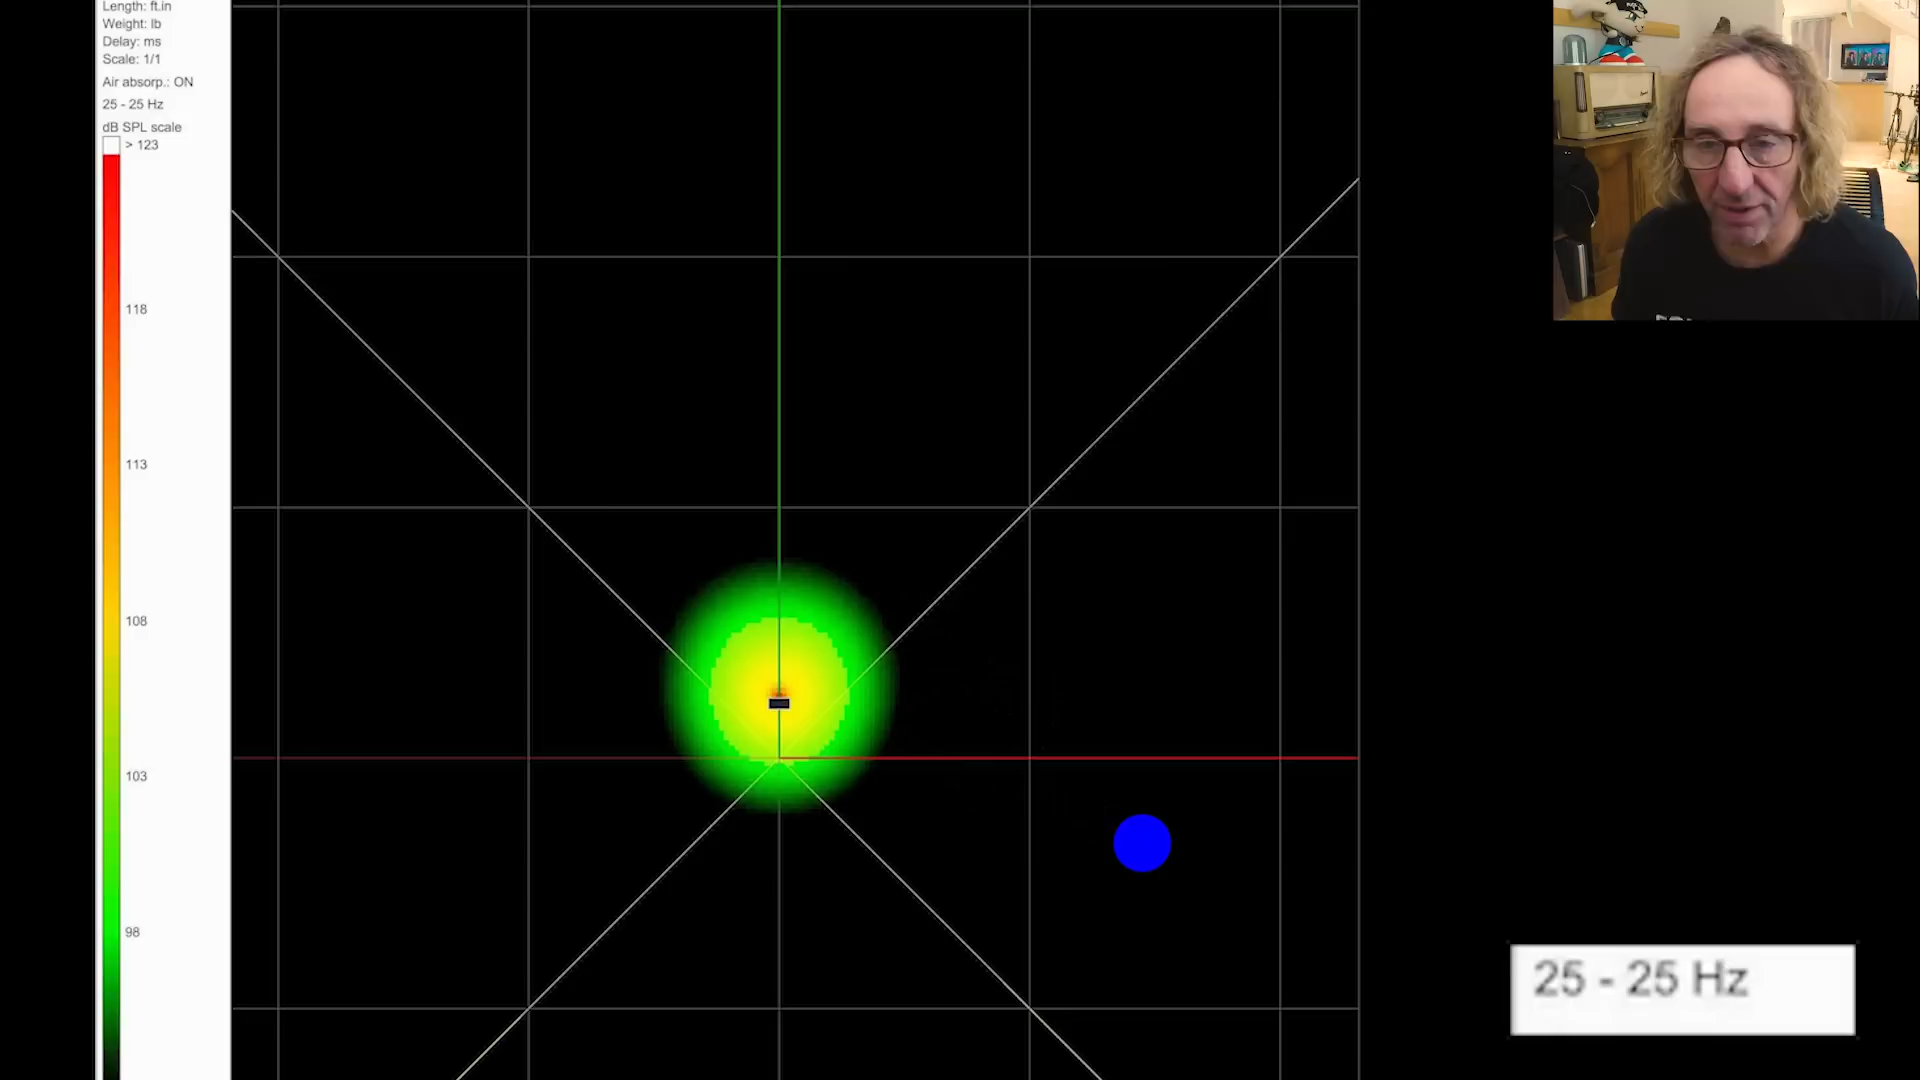 Length: ft.in
Weight: lb
Delay: ms
Scale: 1/1
Air absorp.: ON
25 - 25 Hz
dB SPL scale
> 123
118
113
108
103
98
25 - 25 Hz